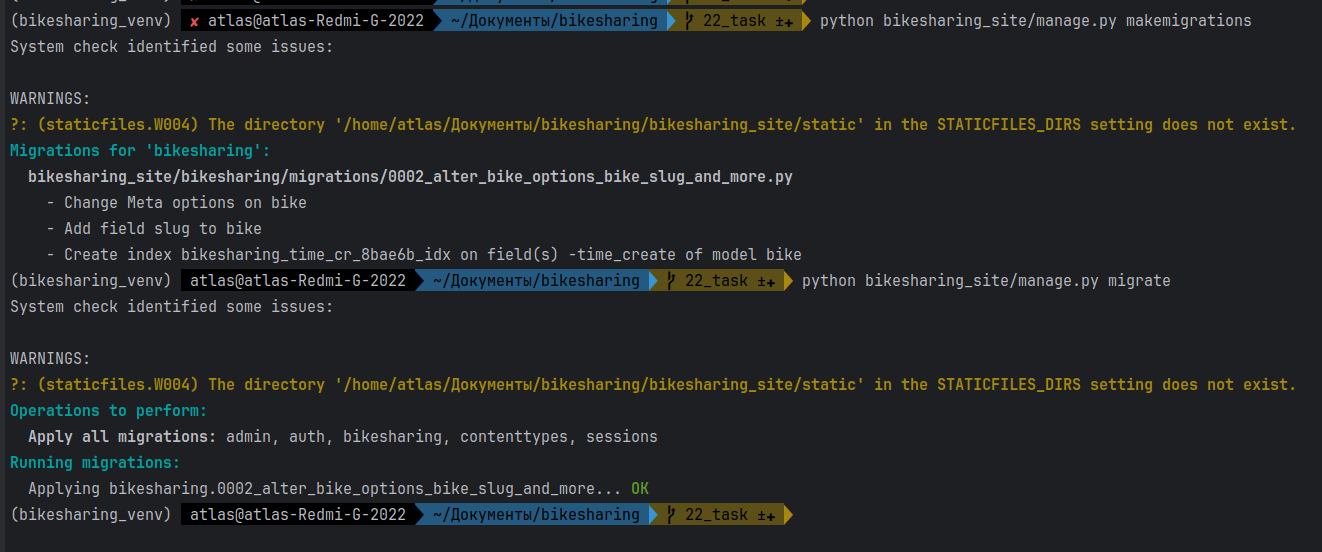 (bikesharing_venv) ✘ atlas@atlas-Redmi-G-2022 ~/Документы/bikesharing 22_task ±✚ python bikesharing_site/manage.py makemigrations
System check identified some issues:
WARNINGS:
?: (staticfiles.W004) The directory '/home/atlas/Документы/bikesharing/bikesharing_site/static' in the STATICFILES_DIRS setting does not exist.
Migrations for 'bikesharing':
bikesharing_site/bikesharing/migrations/0002_alter_bike_options_bike_slug_and_more.py
- Change Meta options on bike
- Add field slug to bike
- Create index bikesharing_time_cr_8bae6b_idx on field(s) -time_create of model bike
(bikesharing_venv) atlas@atlas-Redmi-G-2022 ~/Документы/bikesharing 22_task ±✚ python bikesharing_site/manage.py migrate
System check identified some issues:
WARNINGS:
?: (staticfiles.W004) The directory '/home/atlas/Документы/bikesharing/bikesharing_site/static' in the STATICFILES_DIRS setting does not exist.
Operations to perform:
Apply all migrations: admin, auth, bikesharing, contenttypes, sessions
Running migrations:
Applying bikesharing.0002_alter_bike_options_bike_slug_and_more... OK
(bikesharing_venv) atlas@atlas-Redmi-G-2022 ~/Документы/bikesharing 22_task ±✚